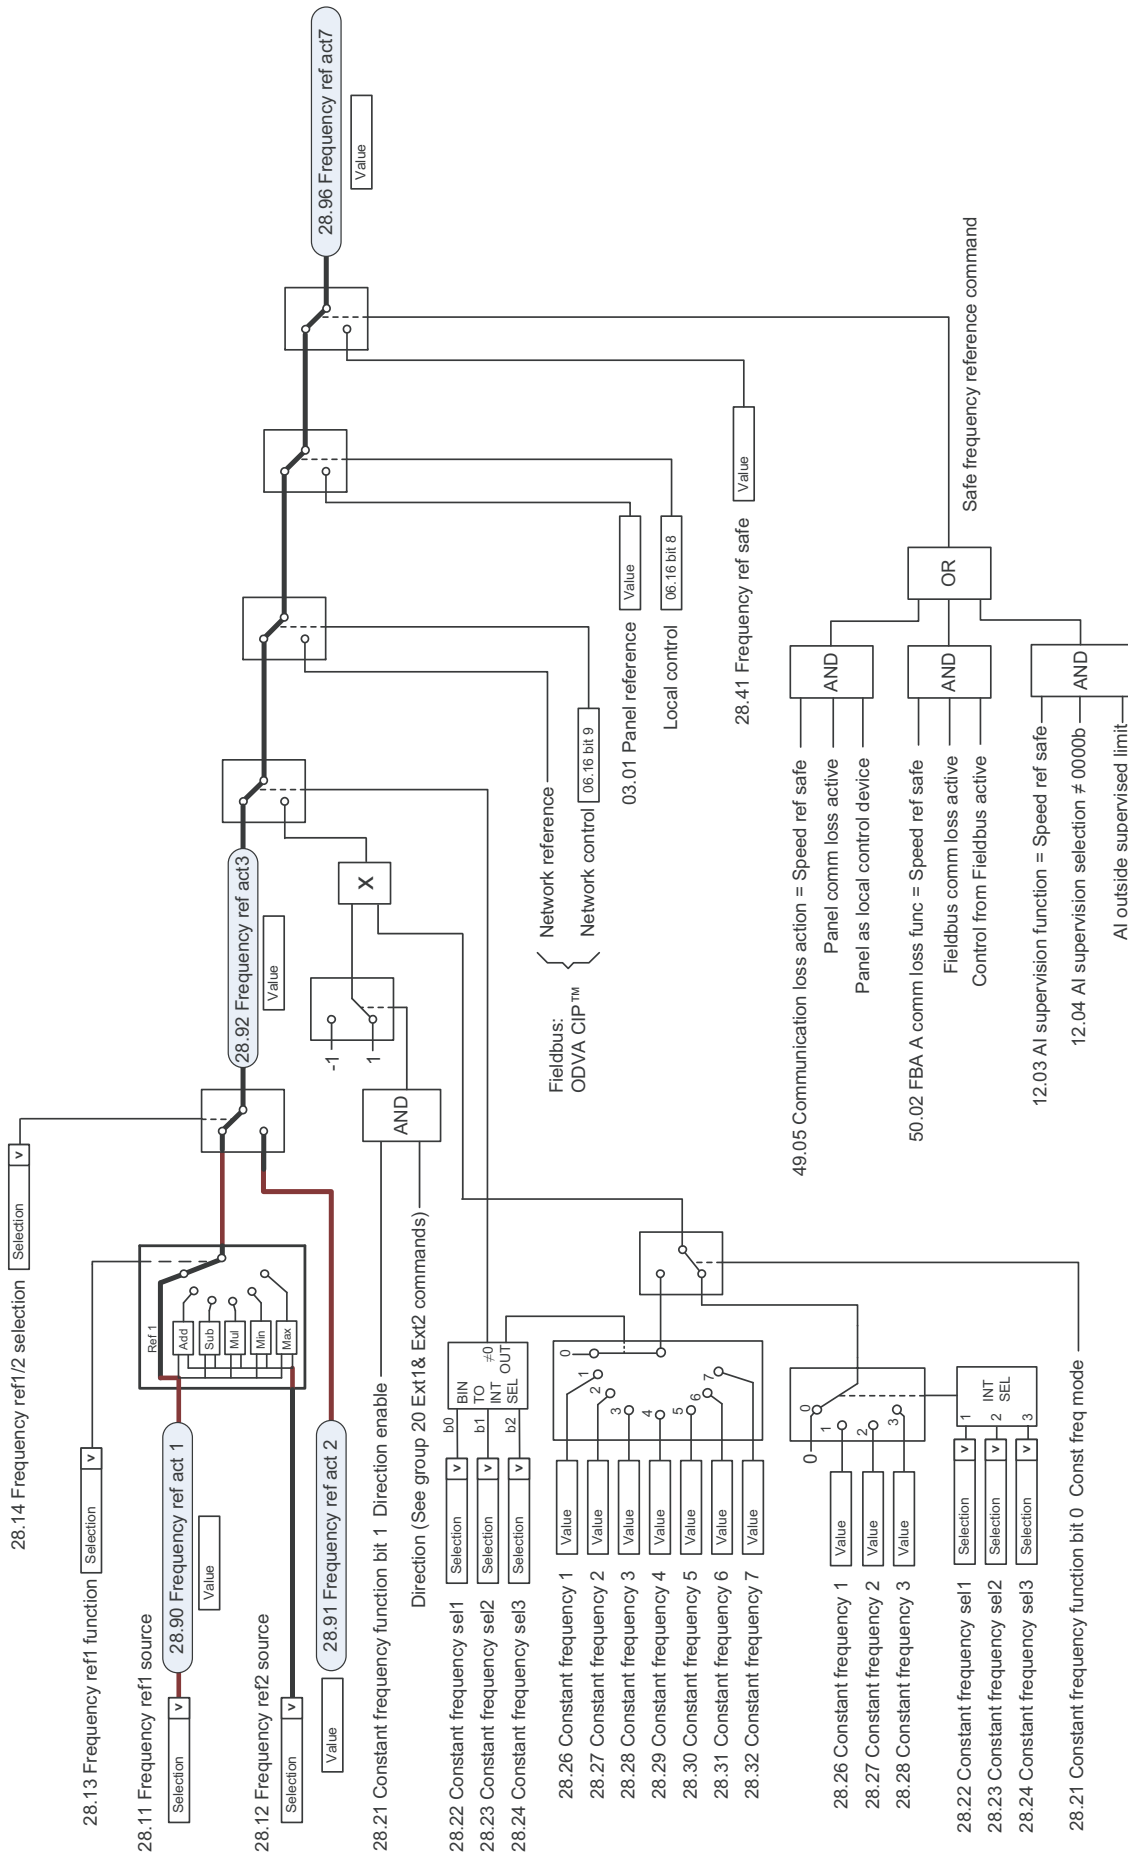 28.14 Frequency ref1/2 selection
Selection
v
28.13 Frequency ref1 function
Selection
v
28.11 Frequency ref1 source
Selection
v
28.90 Frequency ref act 1
Value
Ref 1
Add
Sub
Mul
Min
Max
28.12 Frequency ref2 source
Selection
v
28.91 Frequency ref act 2
Value
28.92 Frequency ref act3
Value
28.96 Frequency ref act7
Value
28.21 Constant frequency function bit 1 Direction enable
Direction (See group 20 Ext1& Ext2 commands)
AND
-1
1
X
28.22 Constant frequency sel1
Selection
v
b0
28.23 Constant frequency sel2
Selection
v
b1
28.24 Constant frequency sel3
Selection
v
b2
BIN
TO
INT
SEL
≠0
OUT
28.26 Constant frequency 1
Value
28.27 Constant frequency 2
Value
28.28 Constant frequency 3
Value
28.29 Constant frequency 4
Value
28.30 Constant frequency 5
Value
28.31 Constant frequency 6
Value
28.32 Constant frequency 7
Value
0
1
2
3
4
5
6
7
28.26 Constant frequency 1
Value
28.27 Constant frequency 2
Value
28.28 Constant frequency 3
Value
0
0
1
2
3
28.22 Constant frequency sel1
Selection
v
1
28.23 Constant frequency sel2
Selection
v
2
28.24 Constant frequency sel3
Selection
v
3
INT
SEL
28.21 Constant frequency function bit 0 Const freq mode
Fieldbus:
ODVA CIP™
Network reference
Network control
06.16 bit 9
03.01 Panel reference
Value
Local control
06.16 bit 8
28.41 Frequency ref safe
Value
49.05 Communication loss action = Speed ref safe
Panel comm loss active
Panel as local control device
AND
50.02 FBA A comm loss func = Speed ref safe
Fieldbus comm loss active
Control from Fieldbus active
AND
12.03 AI supervision function = Speed ref safe
12.04 AI supervision selection ≠ 0000b
AI outside supervised limit
AND
OR
Safe frequency reference command